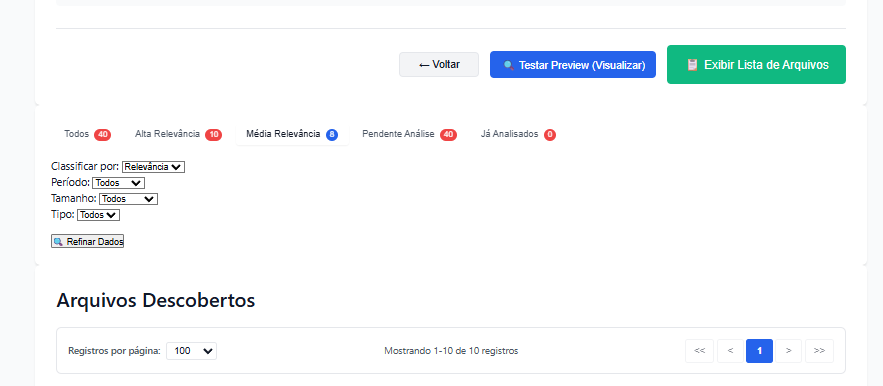 ← Voltar
Testar Preview (Visualizar)
Exibir Lista de Arquivos
Todos 40
Alta Relevância 10
Média Relevância 8
Pendente Análise 40
Já Analisados 0
Classificar por: Relevância
Período: Todos
Tamanho: Todos
Tipo: Todos
Refinar Dados
Arquivos Descobertos
Registros por página: 100
Mostrando 1-10 de 10 registros
<< < 1 > >>